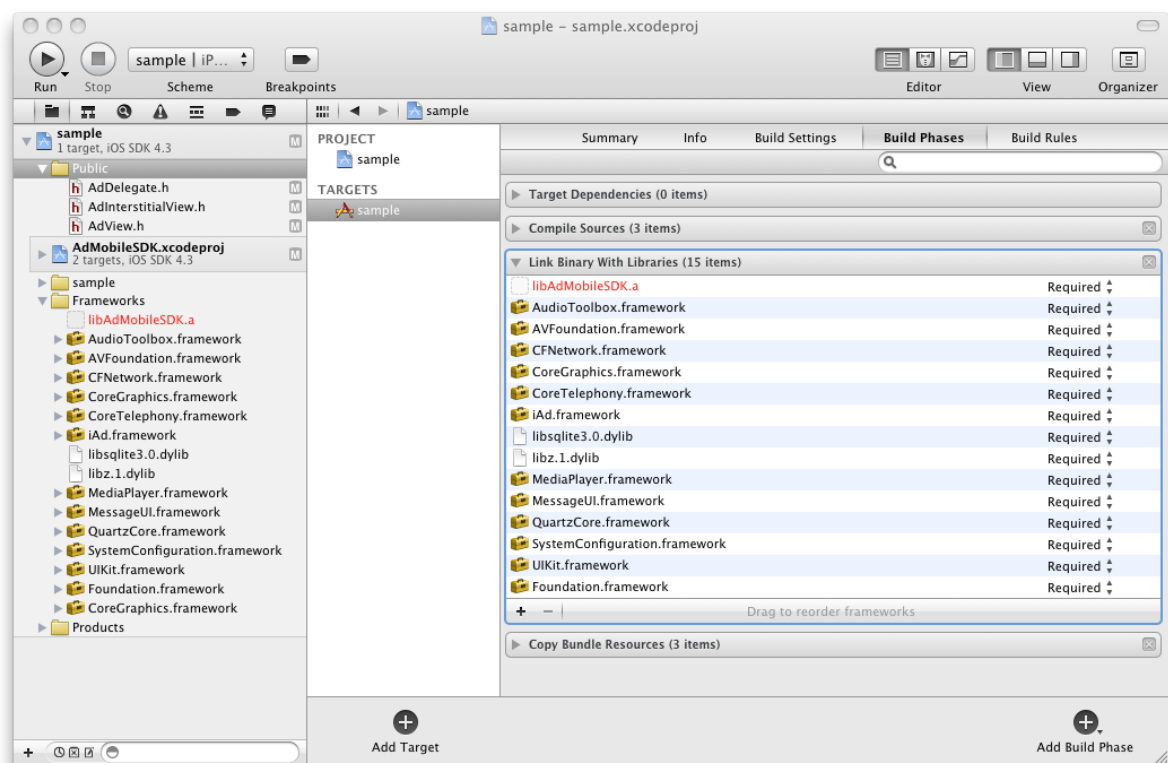 sample – sample.xcodeproj
sample | iP...
Run Stop Scheme Breakpoints Editor View Organizer
sample
sample
1 target, iOS SDK 4.3
M
Public
AdDelegate.h M
AdInterstitialView.h M
AdView.h M
AdMobileSDK.xcodeproj
2 targets, iOS SDK 4.3
M
sample
Frameworks
libAdMobileSDK.a
AudioToolbox.framework
AVFoundation.framework
CFNetwork.framework
CoreGraphics.framework
CoreTelephony.framework
iAd.framework
libsqlite3.0.dylib
libz.1.dylib
MediaPlayer.framework
MessageUI.framework
QuartzCore.framework
SystemConfiguration.framework
UIKit.framework
Foundation.framework
CoreGraphics.framework
Products
PROJECT
sample
TARGETS
sample
Summary Info Build Settings Build Phases Build Rules
Target Dependencies (0 items)
Compile Sources (3 items)
Link Binary With Libraries (15 items)
libAdMobileSDK.a Required
AudioToolbox.framework Required
AVFoundation.framework Required
CFNetwork.framework Required
CoreGraphics.framework Required
CoreTelephony.framework Required
iAd.framework Required
libsqlite3.0.dylib Required
libz.1.dylib Required
MediaPlayer.framework Required
MessageUI.framework Required
QuartzCore.framework Required
SystemConfiguration.framework Required
UIKit.framework Required
Foundation.framework Required
+ – Drag to reorder frameworks
Copy Bundle Resources (3 items)
Add Target Add Build Phase